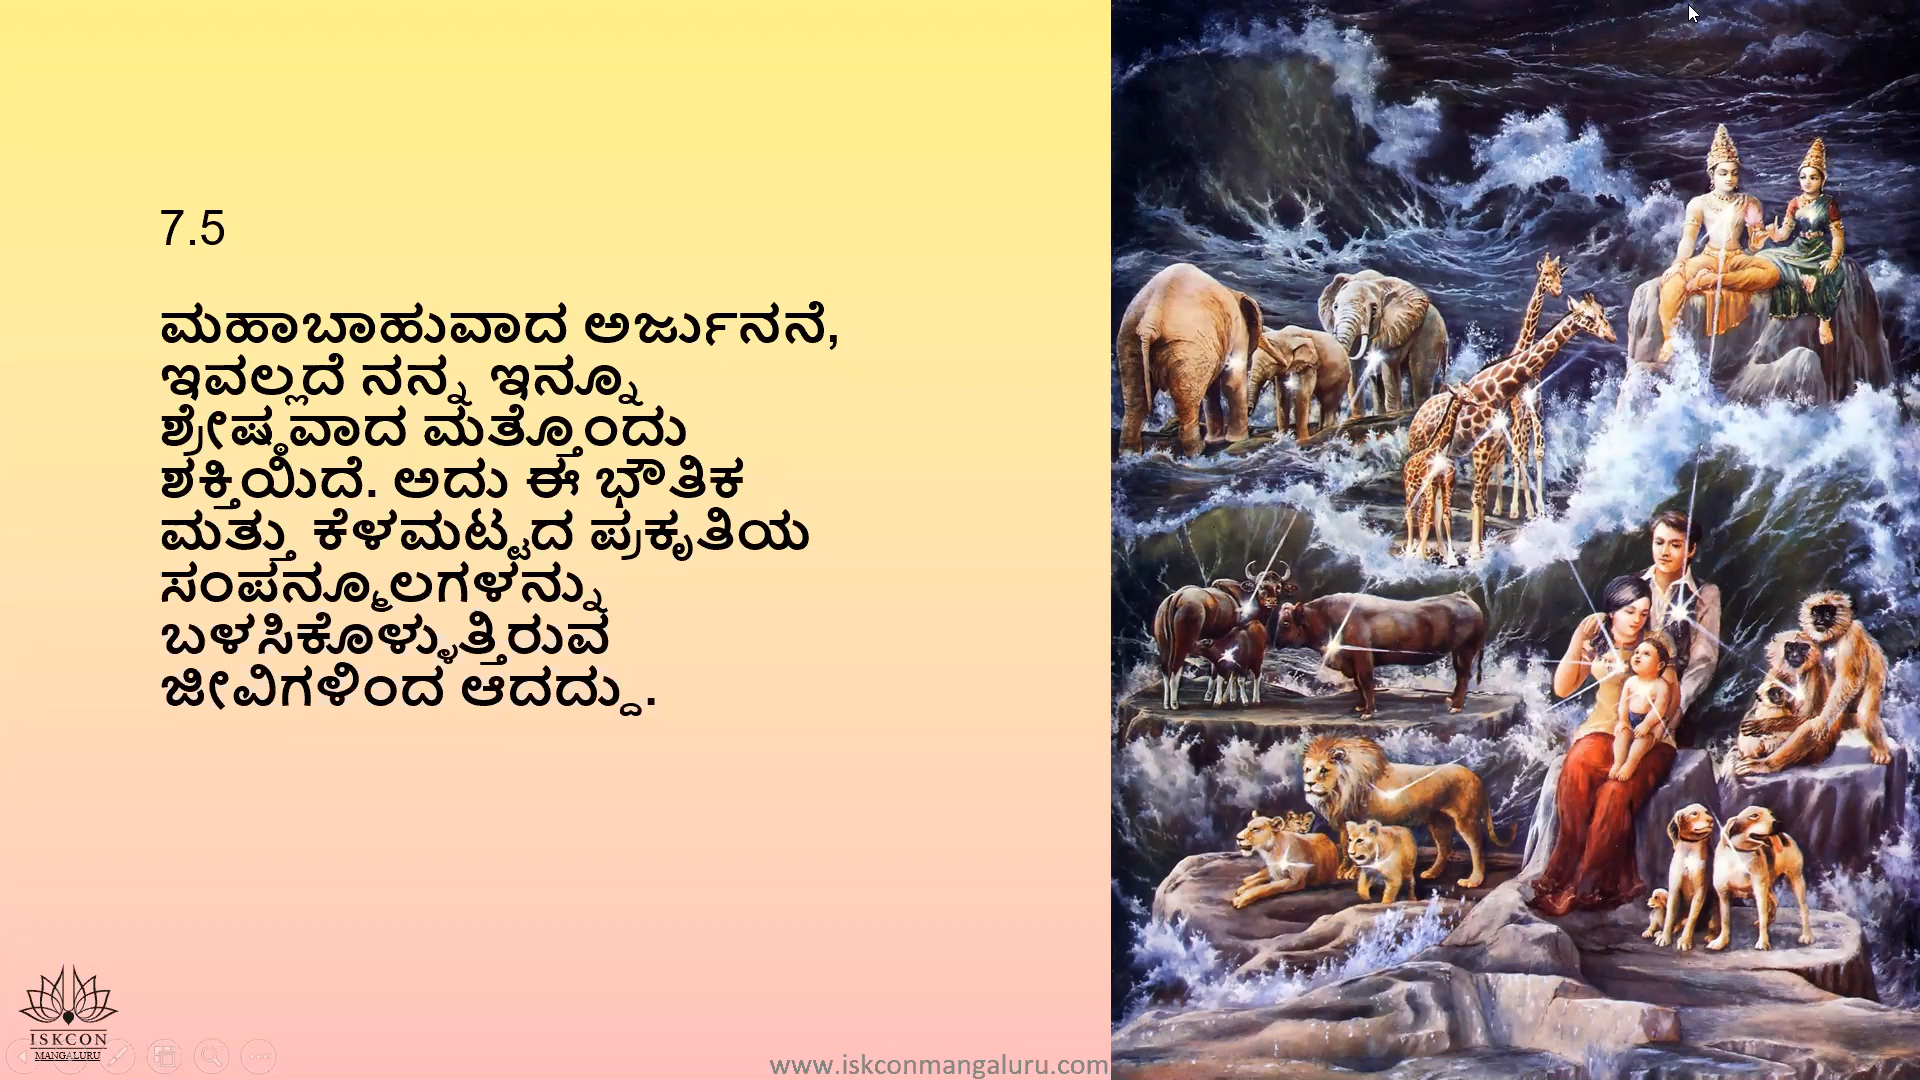 7.5
ಮಹಾಬಾಹುವಾದ ಅರ್ಜುನನೆ,
ಇವಲ್ಲದೆ ನನ್ನ ಇನ್ನೂ
ಶ್ರೇಷ್ಠವಾದ ಮತ್ತೊಂದು
ಶಕ್ತಿಯಿದೆ. ಅದು ಈ ಭೌತಿಕ
ಮತ್ತು ಕೆಳಮಟ್ಟದ ಪ್ರಕೃತಿಯ
ಸಂಪನ್ಮೂಲಗಳನ್ನು
ಬಳಸಿಕೊಳ್ಳುತ್ತಿರುವ
ಜೀವಿಗಳಿಂದ ಆದದ್ದು.
ISKCON
MANGALURU
www.iskconmangaluru.com